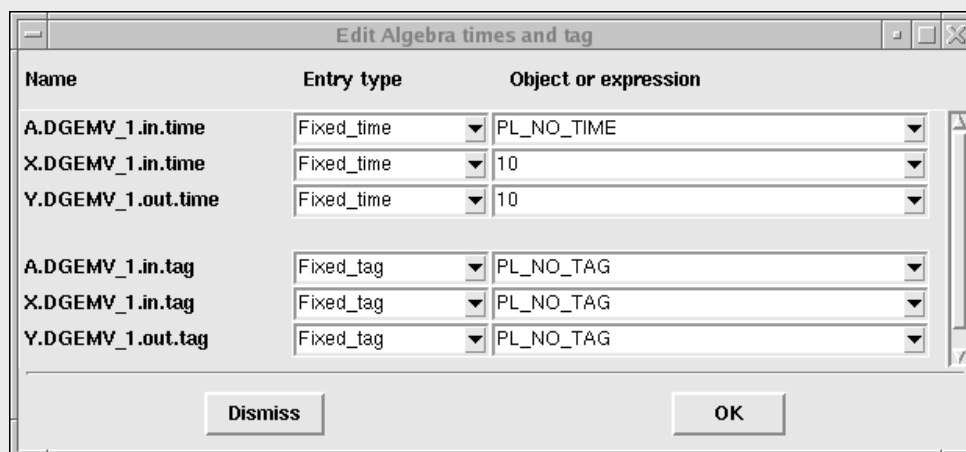 Edit Algebra times and tag
Name Entry type Object or expression
A.DGEMV_1.in.time Fixed_time PL_NO_TIME
X.DGEMV_1.in.time Fixed_time 10
Y.DGEMV_1.out.time Fixed_time 10
A.DGEMV_1.in.tag Fixed_tag PL_NO_TAG
X.DGEMV_1.in.tag Fixed_tag PL_NO_TAG
Y.DGEMV_1.out.tag Fixed_tag PL_NO_TAG
Dismiss OK